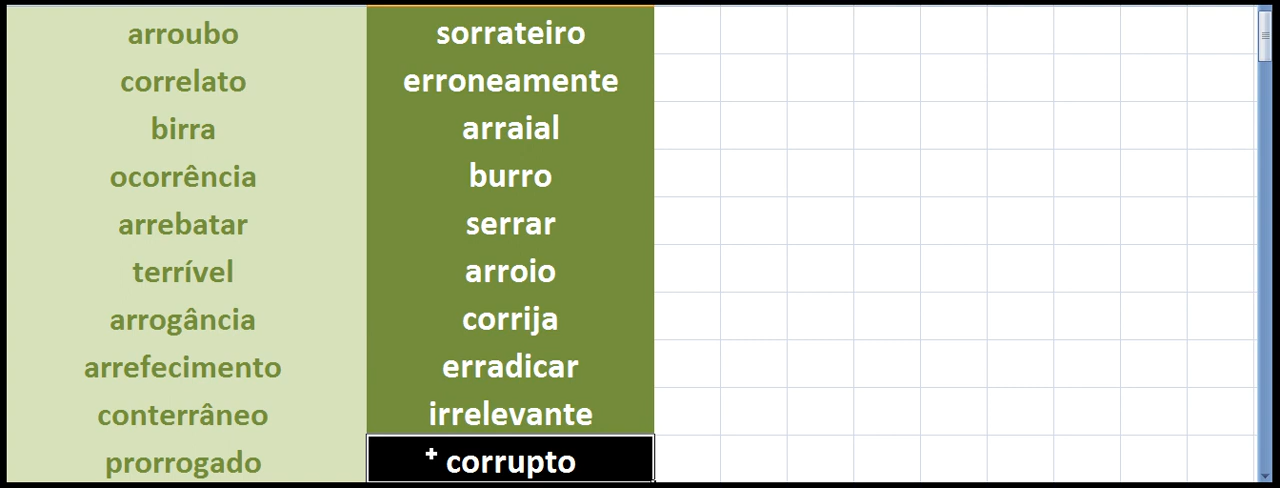 arroubo sorrateiro
correlato erroneamente
birra arraial
ocorrência burro
arrebatar serrar
terrível arroio
arrogância corrija
arrefecimento erradicar
conterrâneo irrelevante
prorrogado corrupto